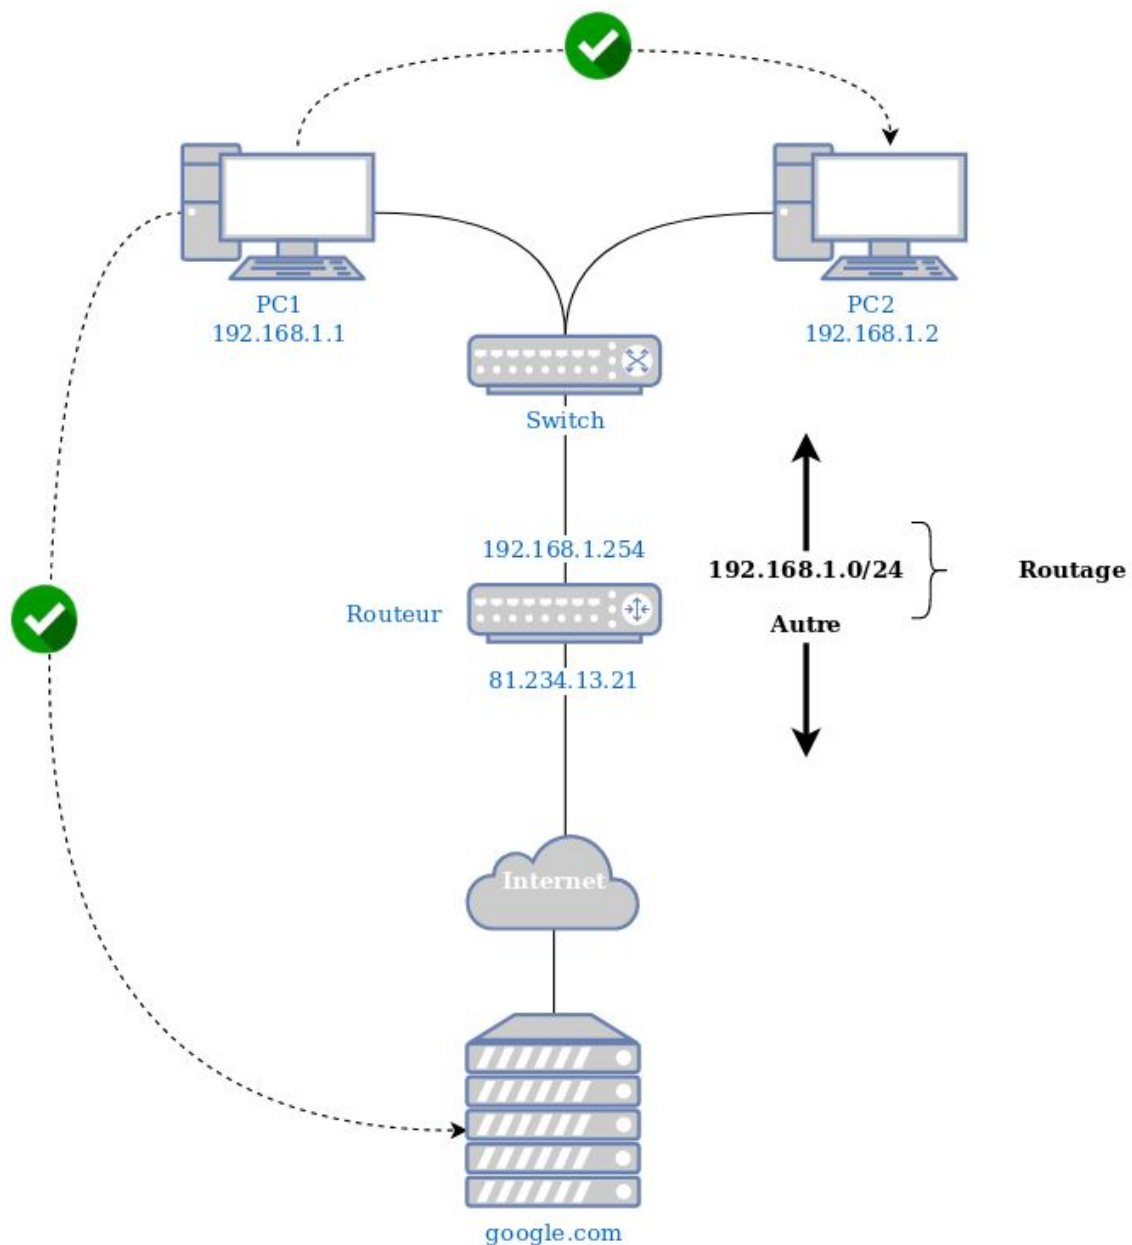 PC1
192.168.1.1
PC2
192.168.1.2
Switch
192.168.1.254
Routeur
81.234.13.21
192.168.1.0/24
Autre
Routage
Internet
google.com